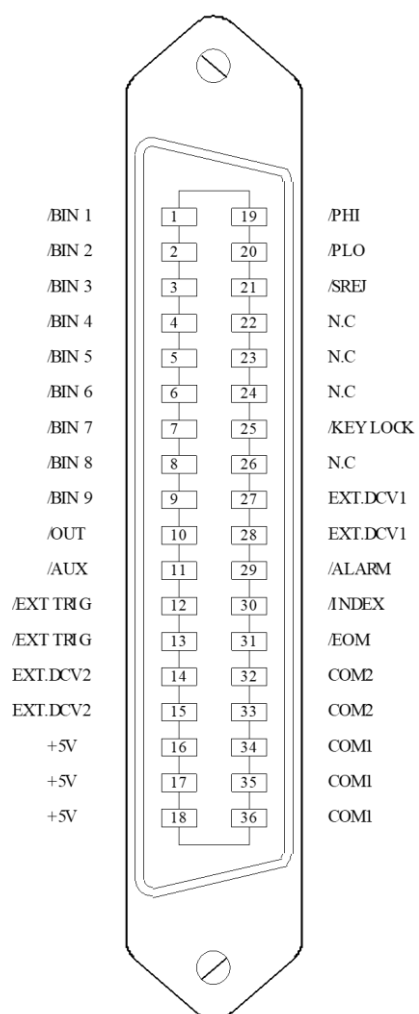 /BIN 1 1 19 /PHI
/BIN 2 2 20 /PLO
/BIN 3 3 21 /SREJ
/BIN 4 4 22 N.C
/BIN 5 5 23 N.C
/BIN 6 6 24 N.C
/BIN 7 7 25 /KEY LOCK
/BIN 8 8 26 N.C
/BIN 9 9 27 EXT.DCV1
/OUT 10 28 EXT.DCV1
/AUX 11 29 /ALARM
/EXT TRIG 12 30 /INDEX
/EXT TRIG 13 31 /EOM
EXT.DCV2 14 32 COM2
EXT.DCV2 15 33 COM2
+5V 16 34 COM1
+5V 17 35 COM1
+5V 18 36 COM1